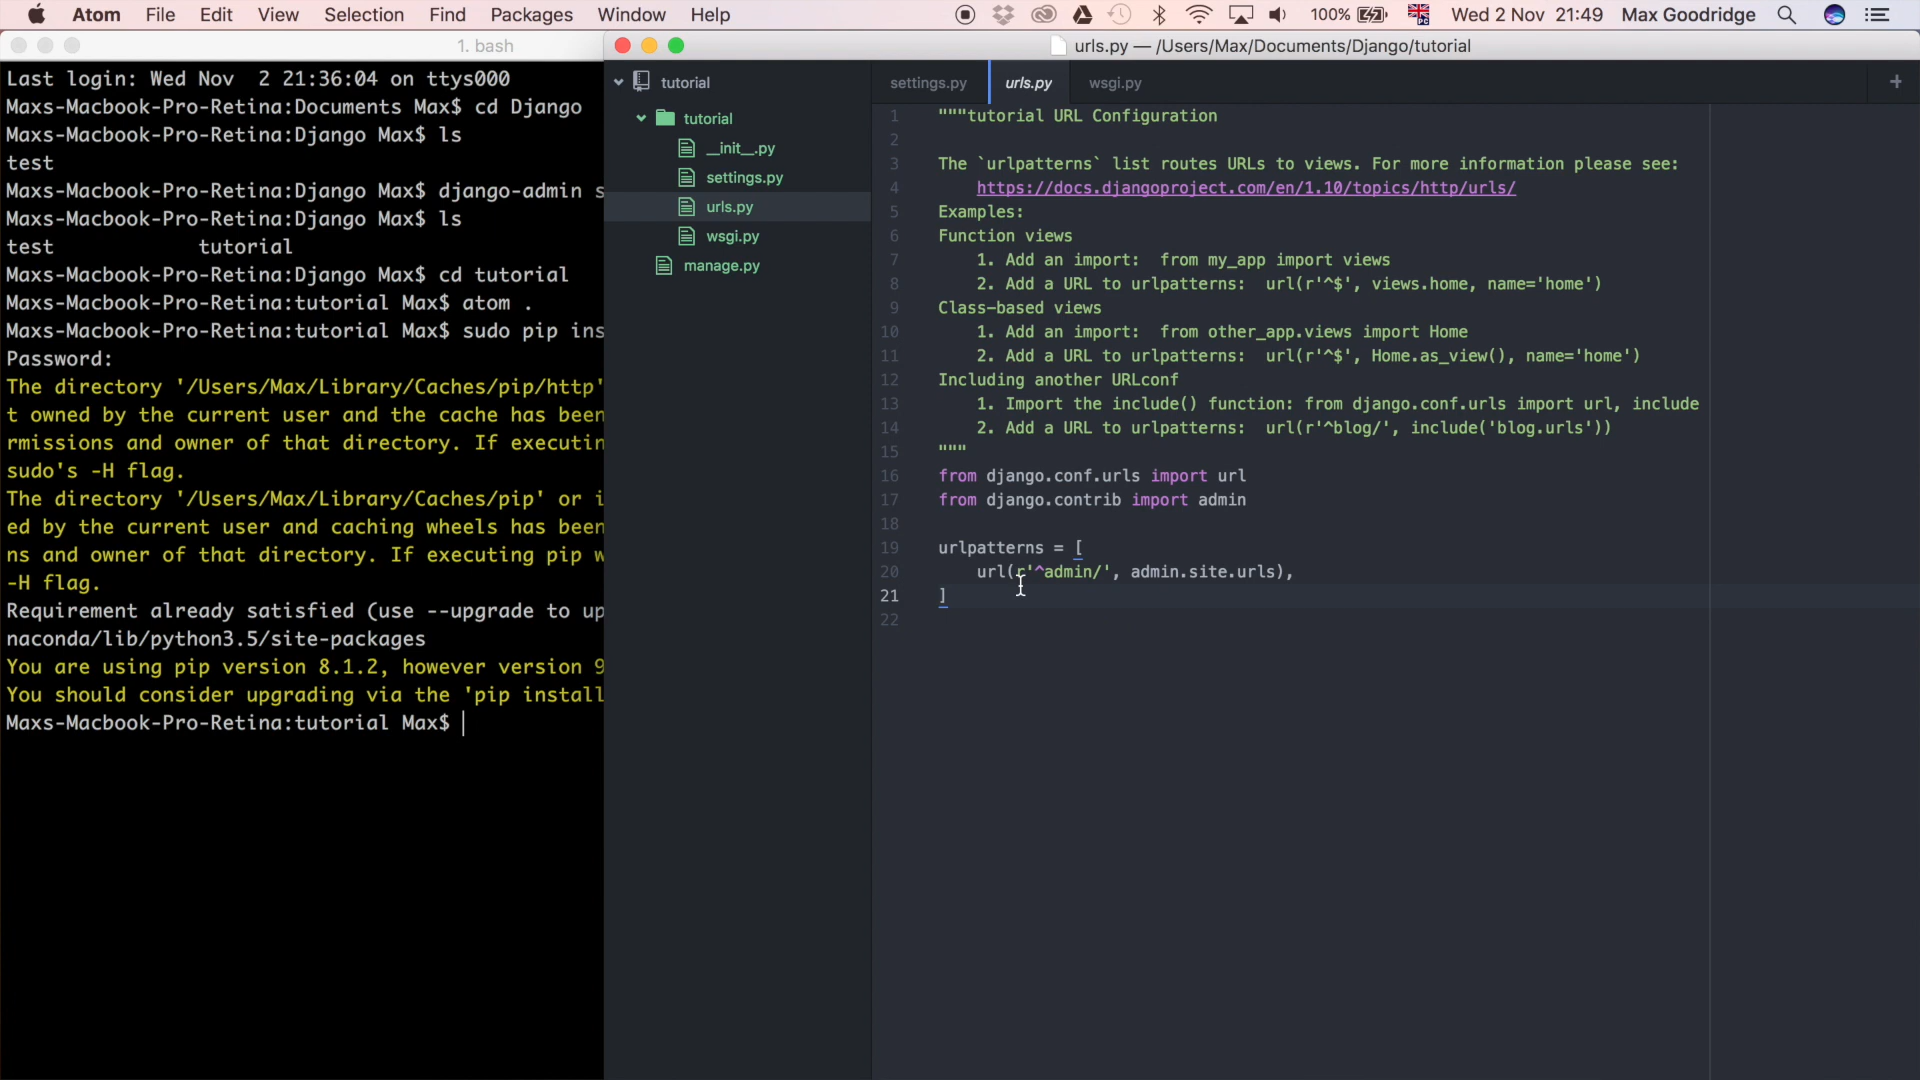 Atom File Edit View Selection Find Packages Window Help 100% Wed 2 Nov 21:49 Max Goodridge
1. bash
Last login: Wed Nov  2 21:36:04 on ttys000
Maxs-Macbook-Pro-Retina:Documents Max$ cd Django
Maxs-Macbook-Pro-Retina:Django Max$ ls
test
Maxs-Macbook-Pro-Retina:Django Max$ django-admin s
Maxs-Macbook-Pro-Retina:Django Max$ ls
test            tutorial
Maxs-Macbook-Pro-Retina:Django Max$ cd tutorial
Maxs-Macbook-Pro-Retina:tutorial Max$ atom .
Maxs-Macbook-Pro-Retina:tutorial Max$ sudo pip ins
Password:
The directory '/Users/Max/Library/Caches/pip/http'
t owned by the current user and the cache has been
rmissions and owner of that directory. If executin
sudo's -H flag.
The directory '/Users/Max/Library/Caches/pip' or i
ed by the current user and caching wheels has been
ns and owner of that directory. If executing pip w
-H flag.
Requirement already satisfied (use --upgrade to up
naconda/lib/python3.5/site-packages
You are using pip version 8.1.2, however version 9
You should consider upgrading via the 'pip install
Maxs-Macbook-Pro-Retina:tutorial Max$
urls.py — /Users/Max/Documents/Django/tutorial
tutorial
tutorial
__init__.py
settings.py
urls.py
wsgi.py
manage.py
settings.py urls.py wsgi.py
1 """tutorial URL Configuration
2
3 The `urlpatterns` list routes URLs to views. For more information please see:
4     https://docs.djangoproject.com/en/1.10/topics/http/urls/
5 Examples:
6 Function views
7     1. Add an import:  from my_app import views
8     2. Add a URL to urlpatterns:  url(r'^$', views.home, name='home')
9 Class-based views
10     1. Add an import:  from other_app.views import Home
11     2. Add a URL to urlpatterns:  url(r'^$', Home.as_view(), name='home')
12 Including another URLconf
13     1. Import the include() function: from django.conf.urls import url, include
14     2. Add a URL to urlpatterns:  url(r'^blog/', include('blog.urls'))
15 """
16 from django.conf.urls import url
17 from django.contrib import admin
18
19 urlpatterns = [
20     url(r'^admin/', admin.site.urls),
21 ]
22